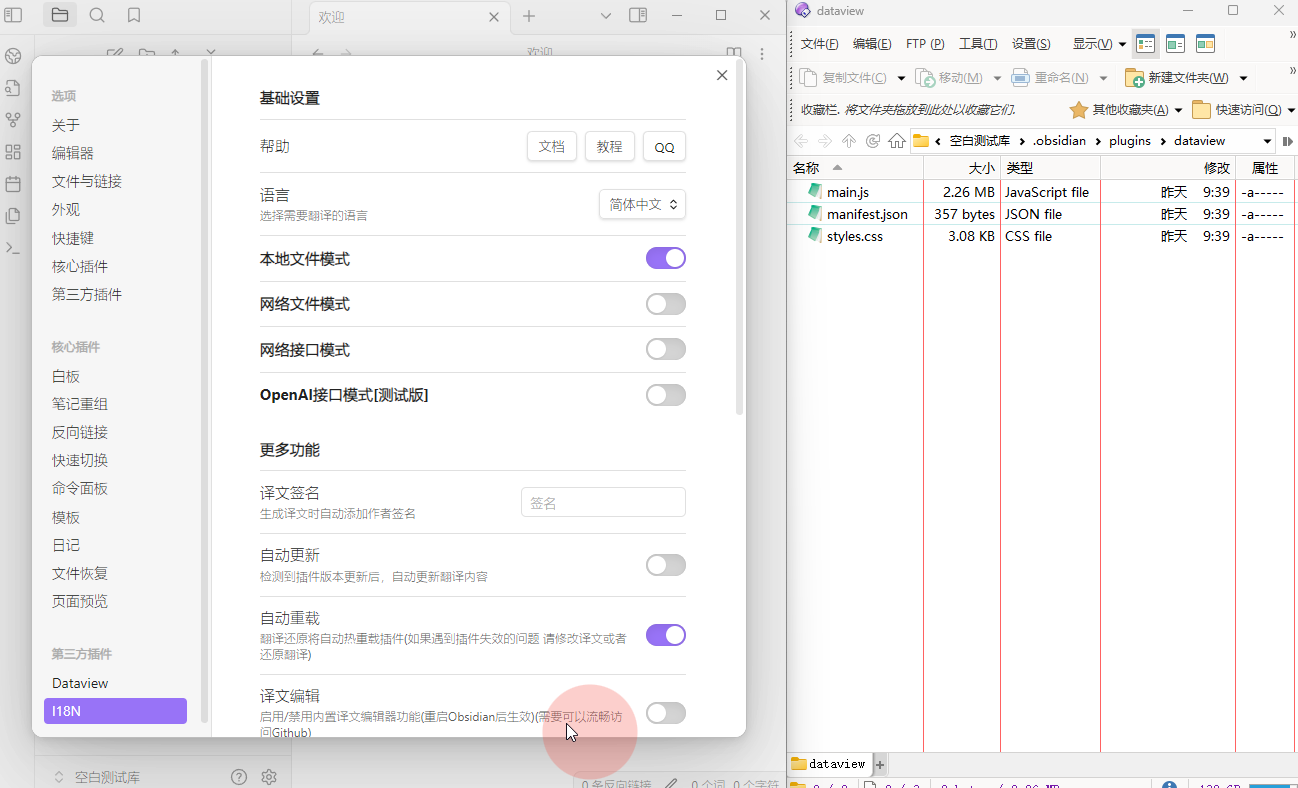 欢迎
欢迎
选项
关于
编辑器
文件与链接
外观
快捷键
核心插件
第三方插件
核心插件
白板
笔记重组
反向链接
快速切换
命令面板
模板
日记
文件恢复
页面预览
第三方插件
Dataview
I18N
空白测试库
基础设置
帮助
文档
教程
QQ
语言
选择需要翻译的语言
简体中文
本地文件模式
网络文件模式
网络接口模式
OpenAI接口模式[测试版]
更多功能
译文签名
生成译文时自动添加作者签名
签名
自动更新
检测到插件版本更新后，自动更新翻译内容
自动重载
翻译还原将自动热重载插件(如果遇到插件失效的问题 请修改译文或者
还原翻译)
译文编辑
启用/禁用内置译文编辑器功能(重启Obsidian后生效)(需要可以流畅访
问Github)
0 条反向链接
0 个词
0 个字符
dataview
文件(F) 编辑(E) FTP (P) 工具(T) 设置(S) 显示(V)
复制文件(C) 移动(M) 重命名(N) 新建文件夹(W)
收藏栏. 将文件夹拖放到此处以收藏它们. 其他收藏夹(A) 快速访问(Q)
空白测试库 .obsidian plugins dataview
名称 大小 类型 修改 属性
main.js 2.26 MB JavaScript file 昨天 9:39 -a-----
manifest.json 357 bytes JSON file 昨天 9:39 -a-----
styles.css 3.08 KB CSS file 昨天 9:39 -a-----
dataview